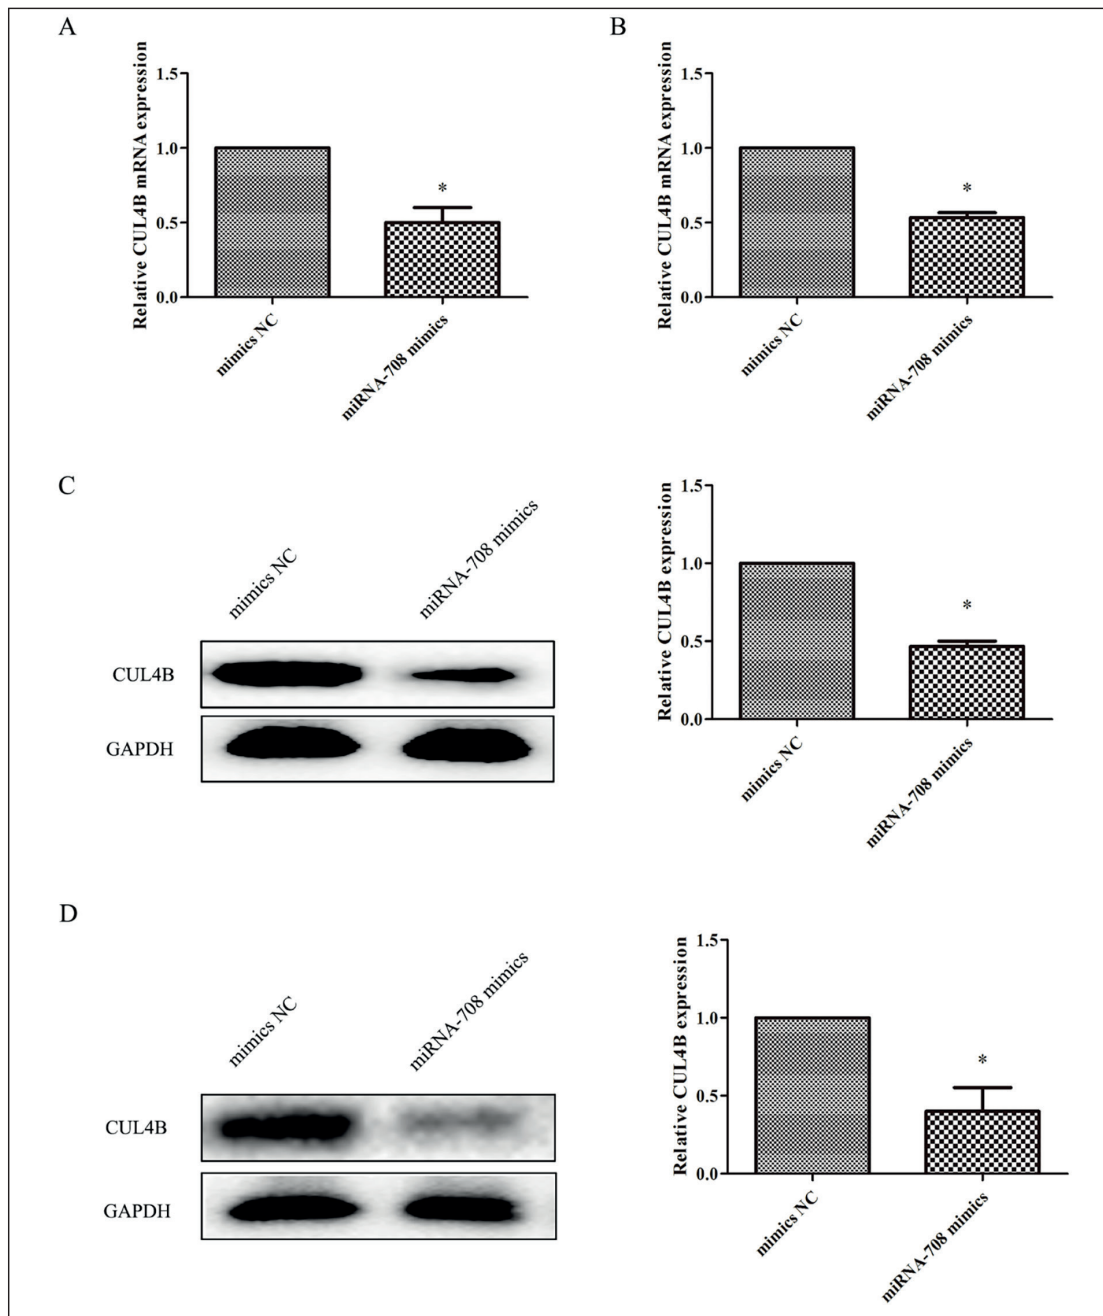 A
Relative CUL4B mRNA expression
1.5
1.0
0.5
0.0
*
mimics NC
miRNA-708 mimics
B
Relative CUL4B mRNA expression
1.5
1.0
0.5
0.0
*
mimics NC
miRNA-708 mimics
C
mimics NC
miRNA-708 mimics
CUL4B
GAPDH
Relative CUL4B expression
1.5
1.0
0.5
0.0
*
mimics NC
miRNA-708 mimics
D
mimics NC
miRNA-708 mimics
CUL4B
GAPDH
Relative CUL4B expression
1.5
1.0
0.5
0.0
*
mimics NC
miRNA-708 mimics